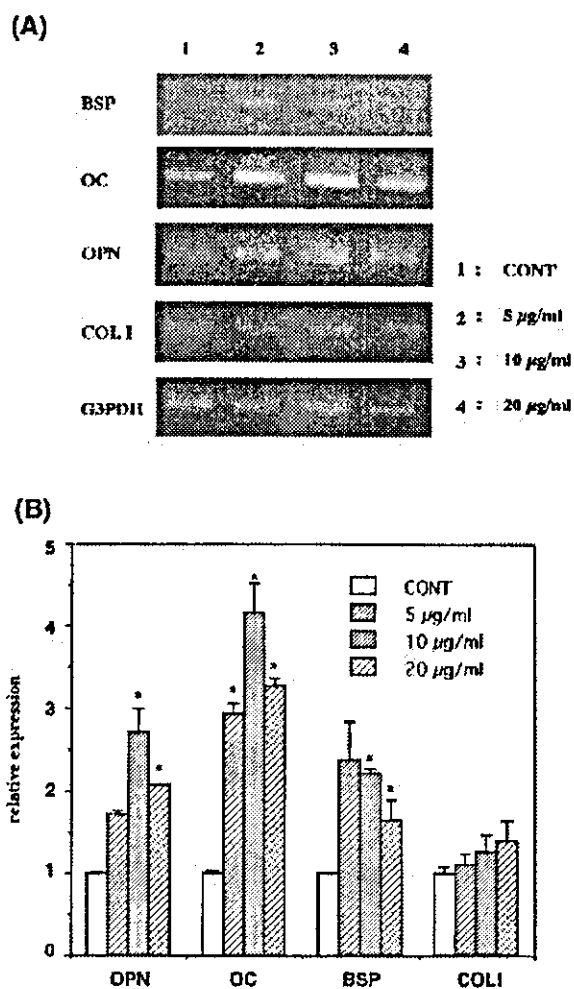 (A)
1 2 3 4
BSP
OC
OPN
COL I
G3PDH
1 : CONT
2 : 5 µg/ml
3 : 10 µg/ml
4 : 20 µg/ml
(B)
5
4
3
2
1
0
relative expression
CONT
5 µg/ml
10 µg/ml
20 µg/ml
* * * * * * *
OPN OC BSP COLI